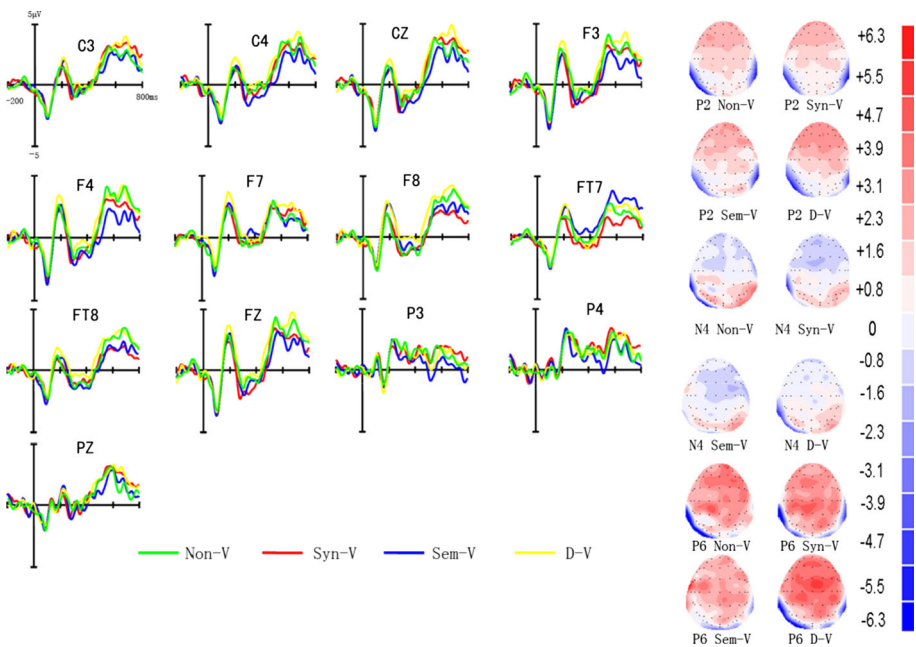 5μV
C3
C4
CZ
F3
-200
800ms
-5
F4
F7
F8
FT7
FT8
FZ
P3
P4
PZ
Non-V
Syn-V
Sem-V
D-V
P2 Non-V
P2 Syn-V
P2 Sem-V
P2 D-V
N4 Non-V
N4 Syn-V
N4 Sem-V
N4 D-V
P6 Non-V
P6 Syn-V
P6 Sem-V
P6 D-V
+6.3
+5.5
+4.7
+3.9
+3.1
+2.3
+1.6
+0.8
0
-0.8
-1.6
-2.3
-3.1
-3.9
-4.7
-5.5
-6.3